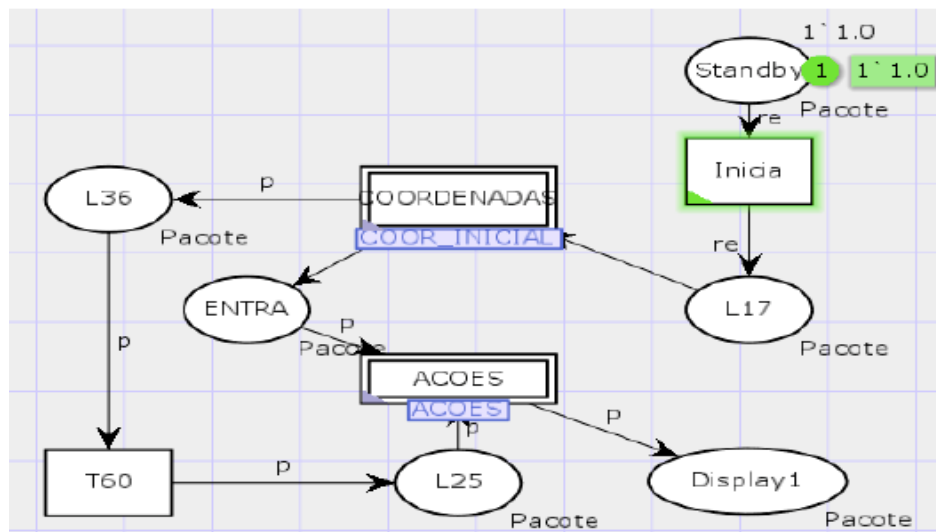 1`1.0
Standby
1
1`1.0
Pacote
re
Inicia
re
L17
Pacote
COORDENADAS
COOR_INICIAL
p
L36
Pacote
p
ENTRA
Pacote
p
ACOES
ACOES
p
p
T60
p
L25
Pacote
Display1
Pacote